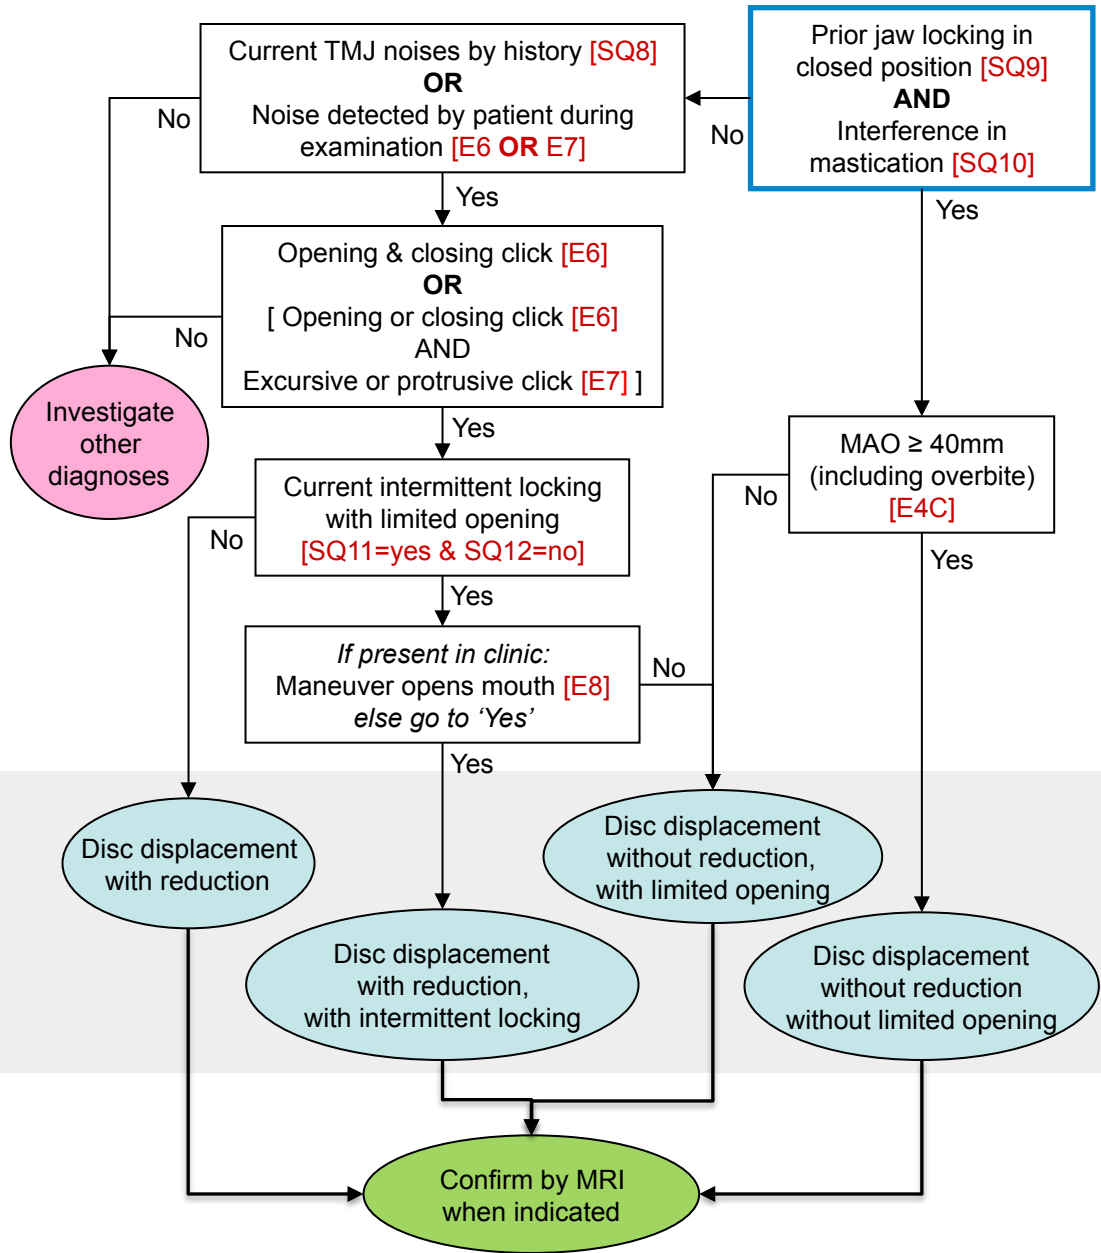 Prior jaw locking in
closed position [SQ9]
AND
Interference in
mastication [SQ10]
No
Yes
Current TMJ noises by history [SQ8]
OR
Noise detected by patient during
examination [E6 OR E7]
No
Yes
Opening & closing click [E6]
OR
[ Opening or closing click [E6]
AND
Excursive or protrusive click [E7] ]
No
Yes
Investigate
other
diagnoses
MAO ≥ 40mm
(including overbite)
[E4C]
No
Yes
Current intermittent locking
with limited opening
[SQ11=yes & SQ12=no]
No
Yes
If present in clinic:
Maneuver opens mouth [E8]
else go to ‘Yes’
No
Yes
Disc displacement
with reduction
Disc displacement
with reduction,
with intermittent locking
Disc displacement
without reduction,
with limited opening
Disc displacement
without reduction
without limited opening
Confirm by MRI
when indicated